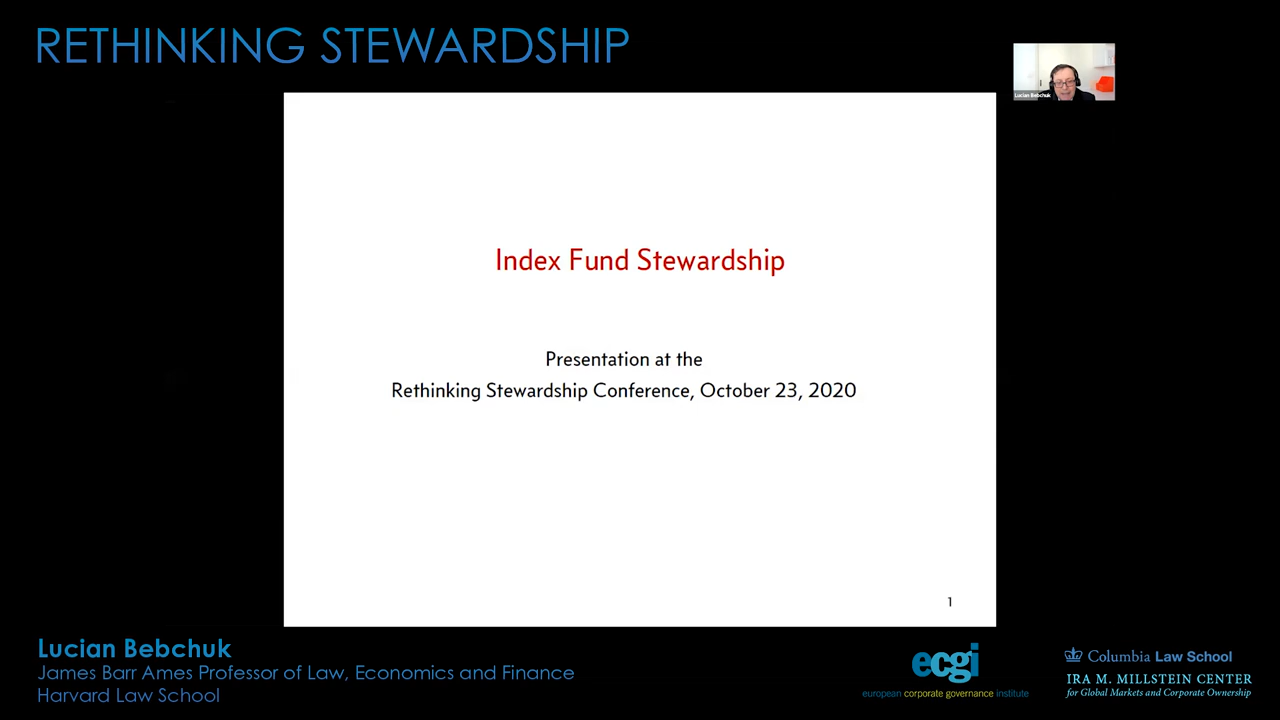 RETHINKING STEWARDSHIP
Lucian Bebchuk
Index Fund Stewardship
Presentation at the
Rethinking Stewardship Conference, October 23, 2020
1
Lucian Bebchuk
James Barr Ames Professor of Law, Economics and Finance
Harvard Law School
ecgi
european corporate governance institute
Columbia Law School
IRA M. MILLSTEIN CENTER
for Global Markets and Corporate Ownership